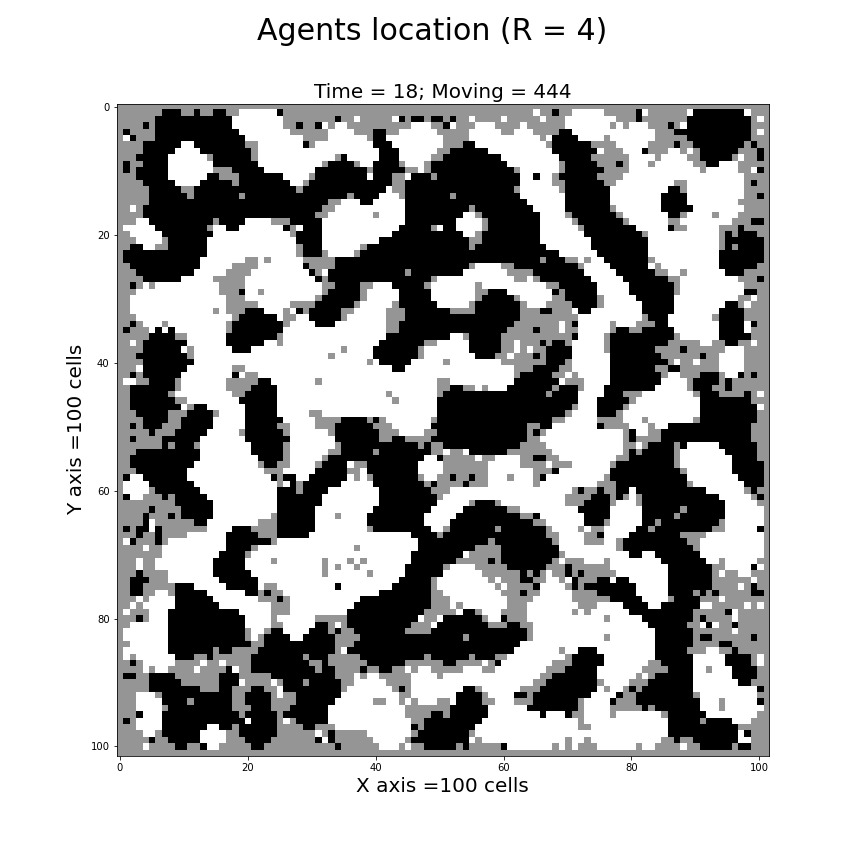 Agents location (R = 4)
Time = 18; Moving = 444
0
20
40
60
80
100
Y axis =100 cells
0 20 40 60 80 100
X axis =100 cells